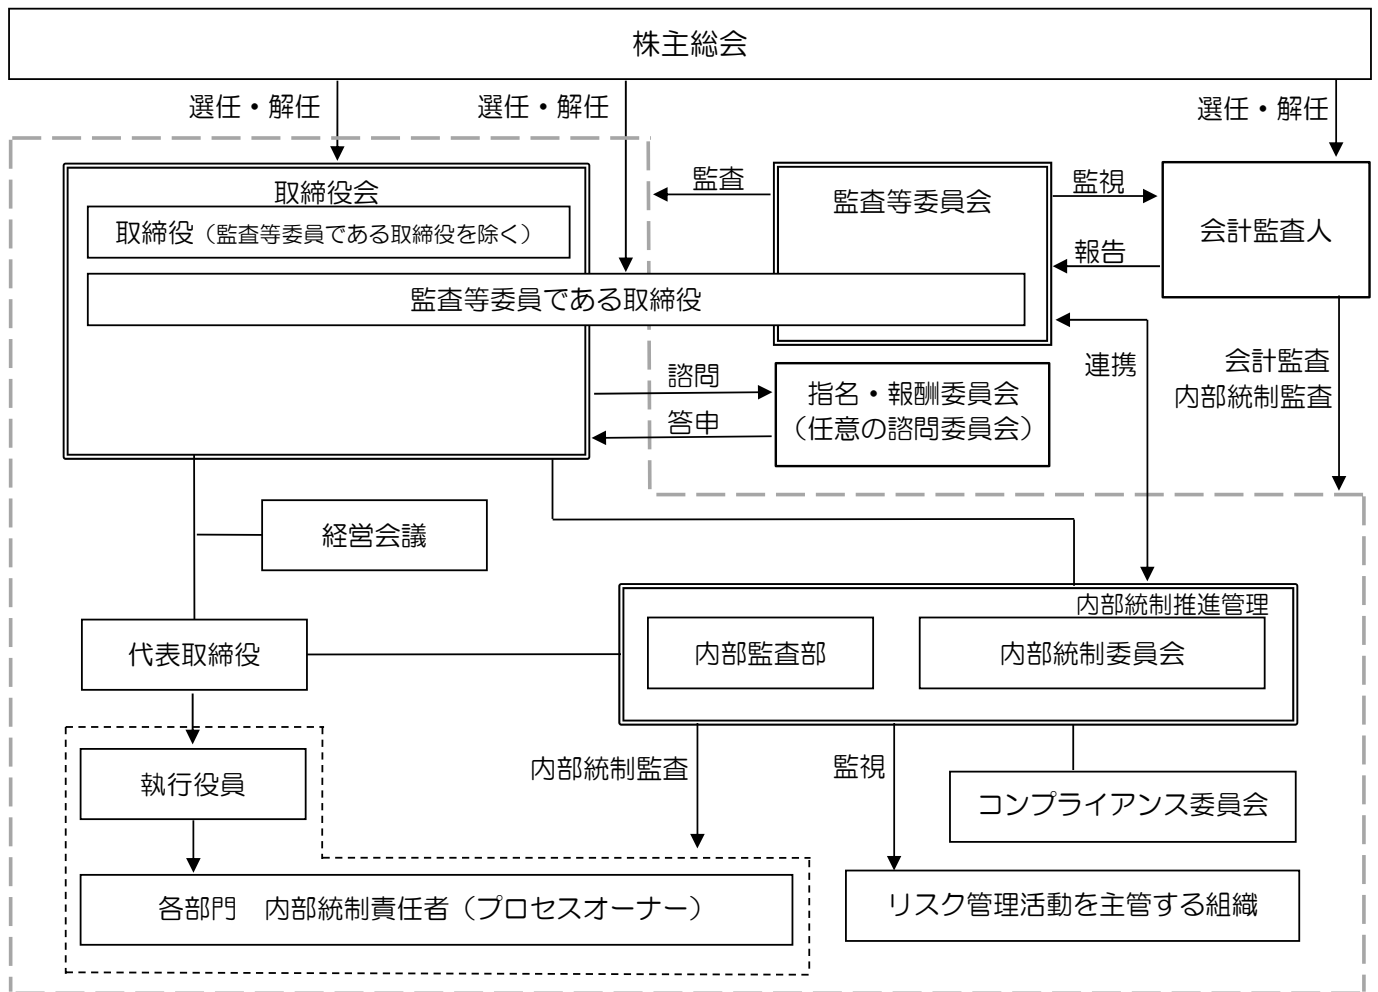 株主総会
選任・解任
選任・解任
選任・解任
取締役会
取締役（監査等委員である取締役を除く）
監査等委員である取締役
監査
監査等委員会
監視
報告
会計監査人
諮問
答申
指名・報酬委員会
（任意の諮問委員会）
連携
会計監査
内部統制監査
経営会議
内部統制推進管理
代表取締役
内部監査部
内部統制委員会
執行役員
内部統制監査
監視
コンプライアンス委員会
各部門　内部統制責任者（プロセスオーナー）
リスク管理活動を主管する組織